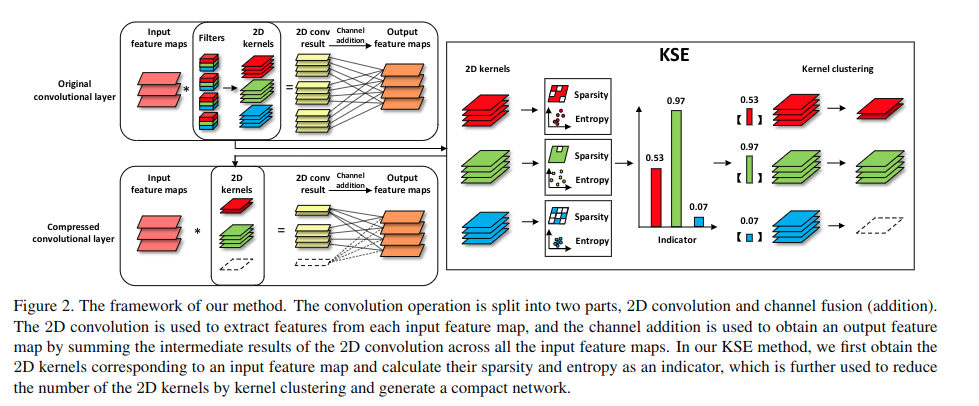 Input
feature maps
Filters
2D
kernels
2D conv
result
Channel
addition
Output
feature maps
Original
convolutional layer
*
=
Input
feature maps
2D
kernels
2D conv
result
Channel
addition
Output
feature maps
Compressed
convolutional layer
*
=
KSE
2D kernels
Kernel clustering
Sparsity
Entropy
Sparsity
Entropy
Sparsity
Entropy
0.53
0.97
0.07
Indicator
0.53
【 】
0.97
【 】
0.07
【 】
Figure 2. The framework of our method. The convolution operation is split into two parts, 2D convolution and channel fusion (addition).
The 2D convolution is used to extract features from each input feature map, and the channel addition is used to obtain an output feature
map by summing the intermediate results of the 2D convolution across all the input feature maps. In our KSE method, we first obtain the
2D kernels corresponding to an input feature map and calculate their sparsity and entropy as an indicator, which is further used to reduce
the number of the 2D kernels by kernel clustering and generate a compact network.